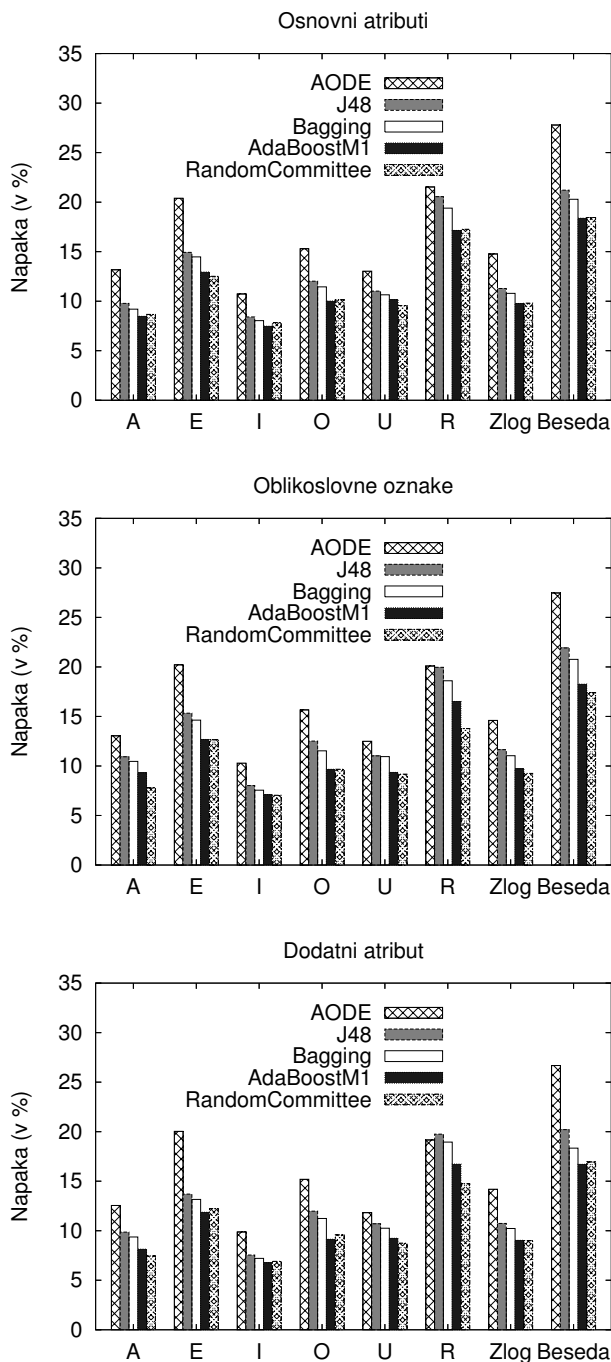 Osnovni atributi
35
30
25
20
15
10
5
0
Napaka (v %)
AODE
J48
Bagging
AdaBoostM1
RandomCommittee
A E I O U R Zlog Beseda
Oblikoslovne oznake
35
30
25
20
15
10
5
0
Napaka (v %)
AODE
J48
Bagging
AdaBoostM1
RandomCommittee
A E I O U R Zlog Beseda
Dodatni atribut
35
30
25
20
15
10
5
0
Napaka (v %)
AODE
J48
Bagging
AdaBoostM1
RandomCommittee
A E I O U R Zlog Beseda